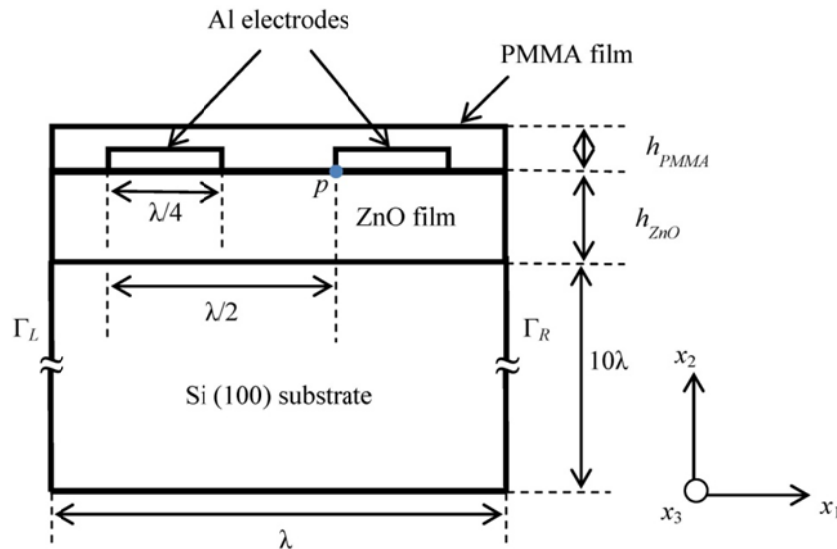 Al electrodes
PMMA film
h_PMMA
p
λ/4
ZnO film
h_ZnO
λ/2
Γ_L
Γ_R
10λ
Si (100) substrate
x_2
x_3
x_1
λ